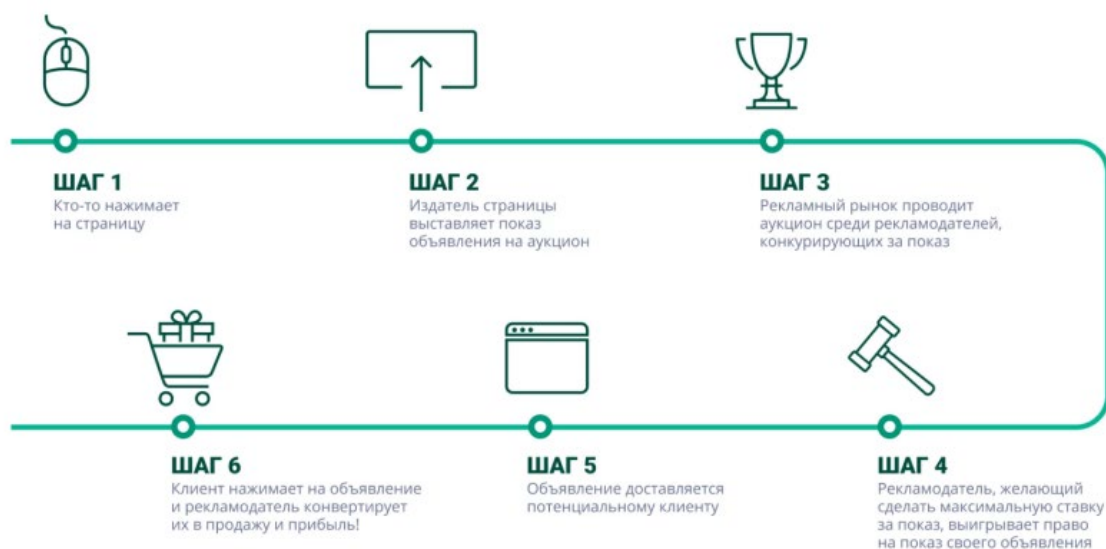 ШАГ 1
Кто-то нажимает
на страницу
ШАГ 2
Издатель страницы
выставляет показ
объявления на аукцион
ШАГ 3
Рекламный рынок проводит
аукцион среди рекламодателей,
конкурирующих за показ
ШАГ 4
Рекламодатель, желающий
сделать максимальную ставку
за показ, выигрывает право
на показ своего объявления
ШАГ 5
Объявление доставляется
потенциальному клиенту
ШАГ 6
Клиент нажимает на объявление
и рекламодатель конвертирует
их в продажу и прибыль!